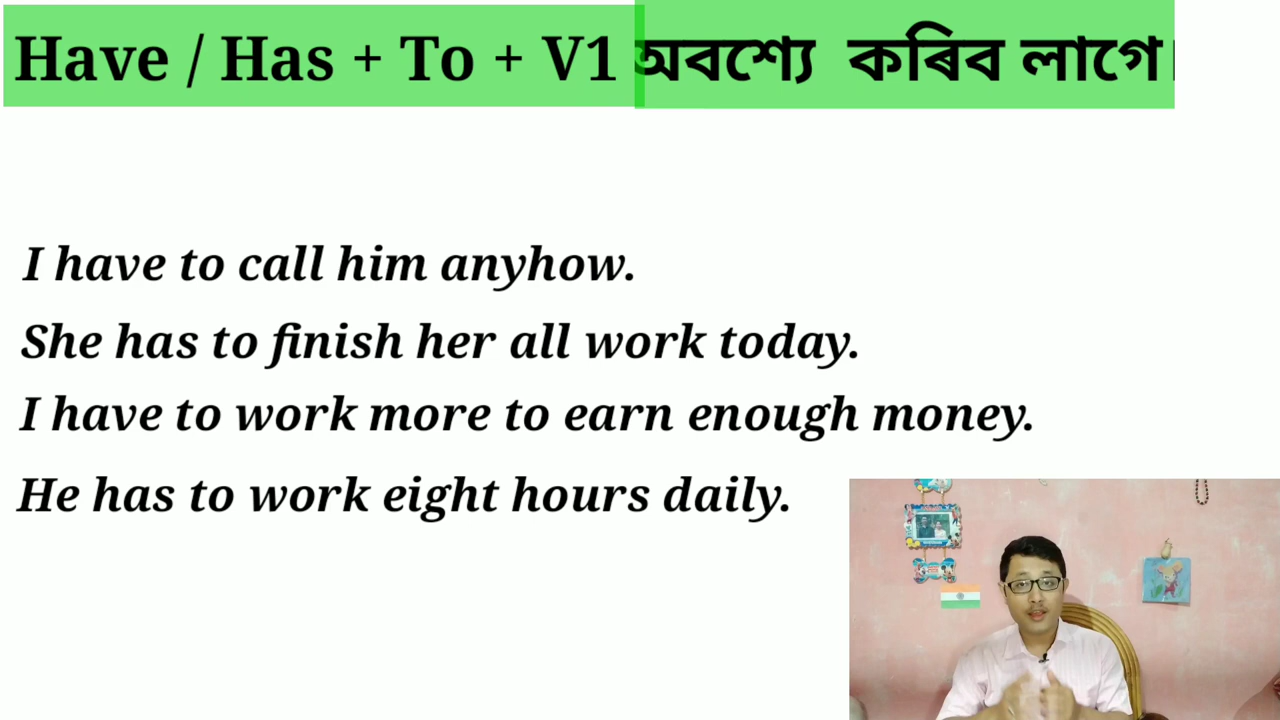 Have / Has + To + V1 অবশ্যে কৰিব লাগে।
I have to call him anyhow.
She has to finish her all work today.
I have to work more to earn enough money.
He has to work eight hours daily.